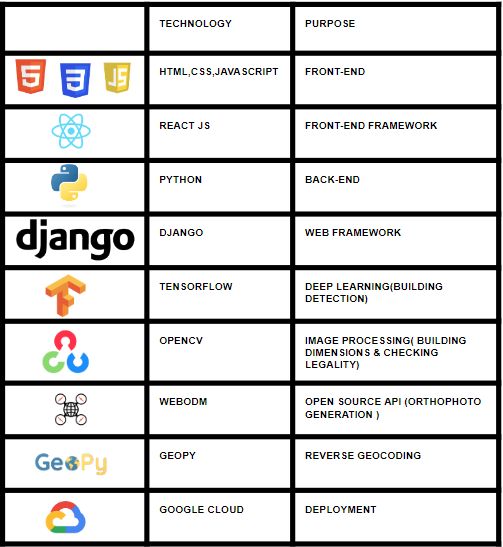 TECHNOLOGY PURPOSE
5 3 JS HTML,CSS,JAVASCRIPT FRONT-END
REACT JS FRONT-END FRAMEWORK
PYTHON BACK-END
django DJANGO WEB FRAMEWORK
TENSORFLOW DEEP LEARNING(BUILDING
DETECTION)
OPENCV IMAGE PROCESSING( BUILDING
DIMENSIONS & CHECKING
LEGALITY)
WEBODM OPEN SOURCE API (ORTHOPHOTO
GENERATION )
GeoPy GEOPY REVERSE GEOCODING
GOOGLE CLOUD DEPLOYMENT